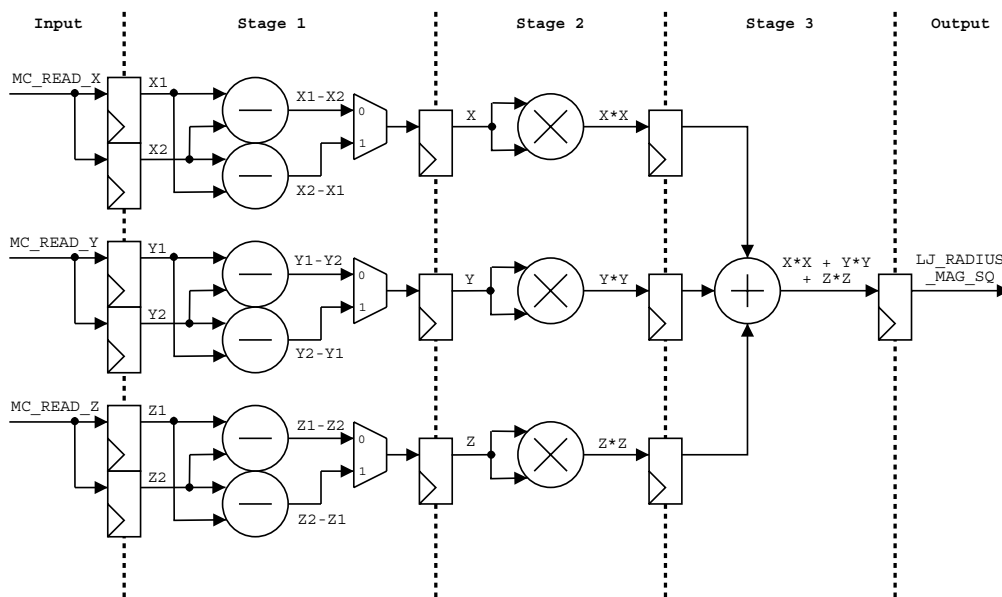 Input
Stage 1
Stage 2
Stage 3
Output
MC_READ_X
X1
X1-X2
0
1
X
X*X
X2
X2-X1
MC_READ_Y
Y1
Y1-Y2
0
1
Y
Y*Y
X*X + Y*Y
+ Z*Z
LJ_RADIUS
_MAG_SQ
Y2
Y2-Y1
MC_READ_Z
Z1
Z1-Z2
0
1
Z
Z*Z
Z2
Z2-Z1